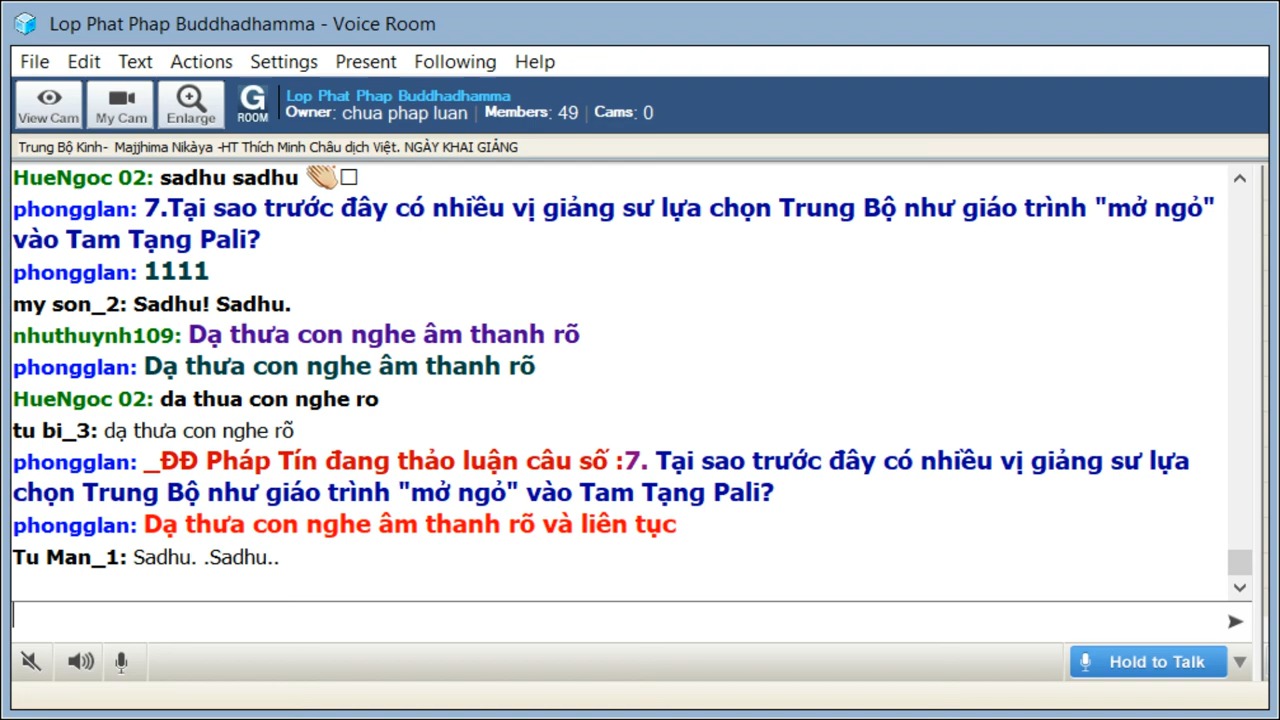 Lop Phat Phap Buddhadhamma - Voice Room
File Edit Text Actions Settings Present Following Help
View Cam My Cam Enlarge G ROOM
Lop Phat Phap Buddhadhamma
Owner: chua phap luan | Members: 49 | Cams: 0
Trung Bộ Kinh- Majjhima Nikàya -HT Thích Minh Châu dịch Việt. NGÀY KHAI GIẢNG
HueNgoc 02: sadhu sadhu 👏□
phongglan: 7.Tại sao trước đây có nhiều vị giảng sư lựa chọn Trung Bộ như giáo trình "mở ngỏ"
vào Tam Tạng Pali?
phongglan: 1111
my son_2: Sadhu! Sadhu.
nhuthuynh109: Dạ thưa con nghe âm thanh rõ
phongglan: Dạ thưa con nghe âm thanh rõ
HueNgoc 02: da thua con nghe ro
tu bi_3: dạ thưa con nghe rõ
phongglan: _ĐĐ Pháp Tín đang thảo luận câu số :7. Tại sao trước đây có nhiều vị giảng sư lựa
chọn Trung Bộ như giáo trình "mở ngỏ" vào Tam Tạng Pali?
phongglan: Dạ thưa con nghe âm thanh rõ và liên tục
Tu Man_1: Sadhu. .Sadhu..
Hold to Talk